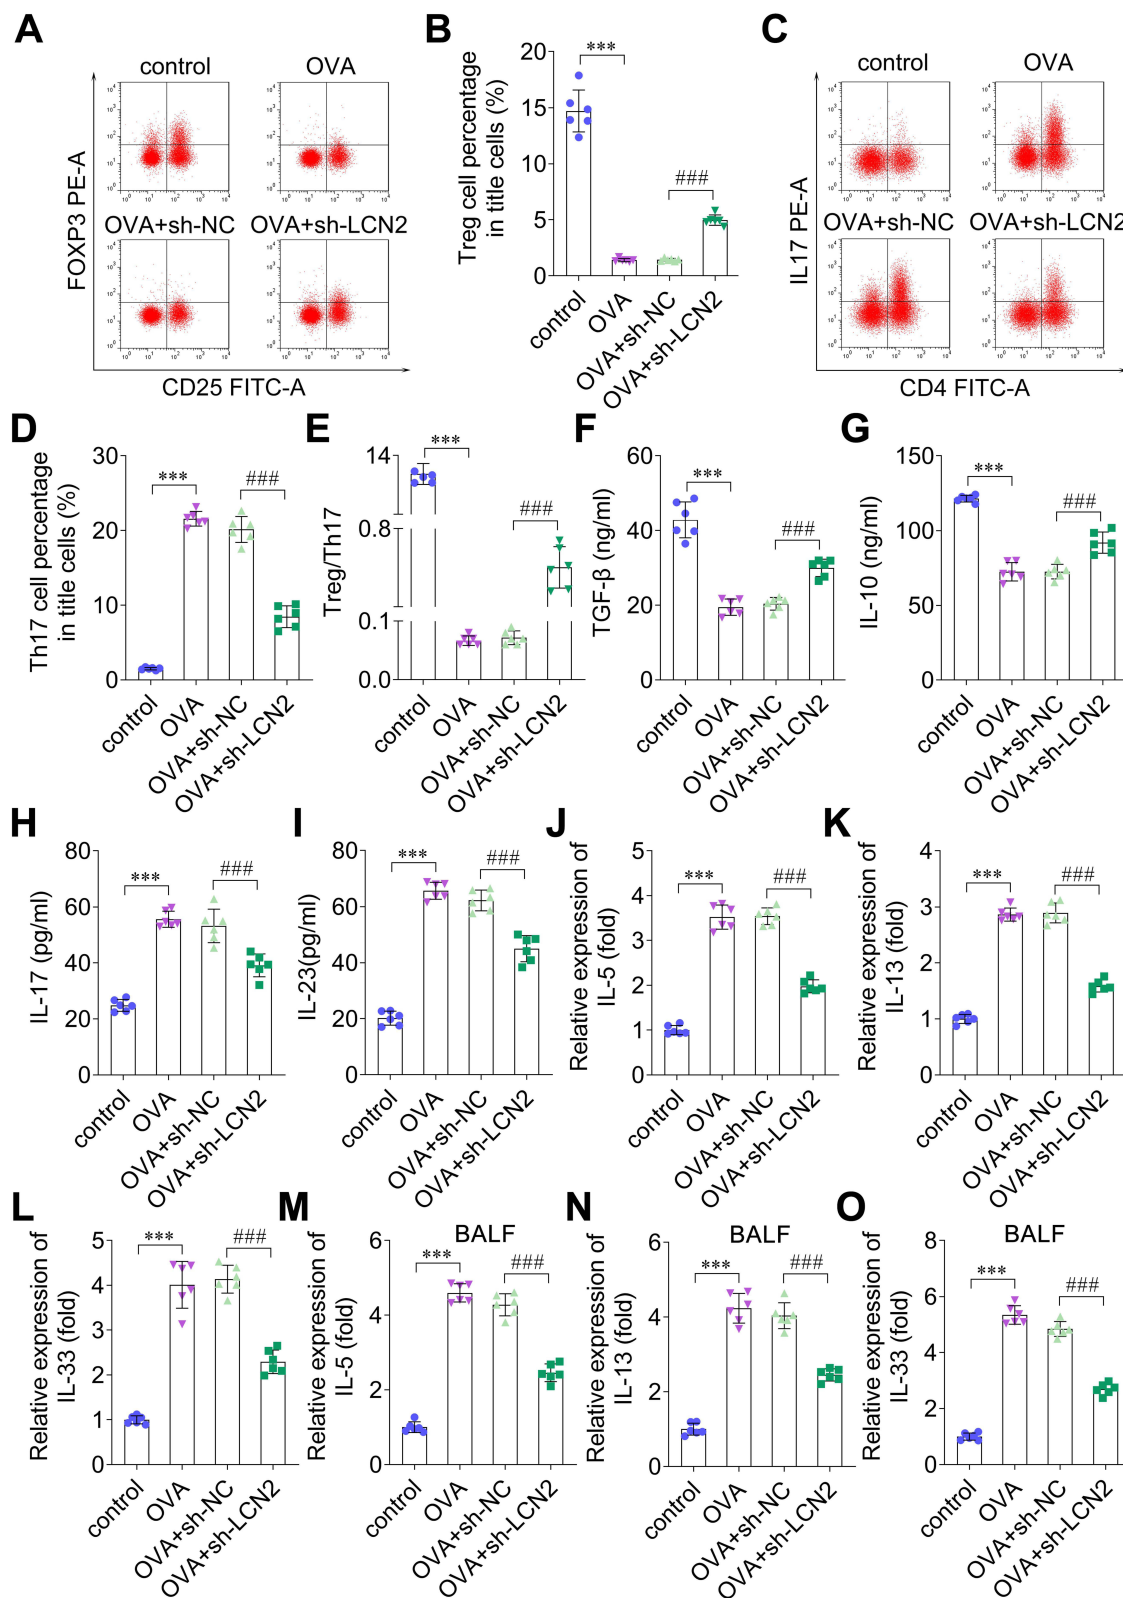 A
control
OVA
OVA+sh-NC
OVA+sh-LCN2
FOXP3 PE-A
CD25 FITC-A
B
Treg cell percentage
in title cells (%)
20
15
10
5
0
***
###
control
OVA
OVA+sh-NC
OVA+sh-LCN2
C
control
OVA
OVA+sh-NC
OVA+sh-LCN2
IL17 PE-A
CD4 FITC-A
D
Th17 cell percentage
in title cells (%)
30
20
10
0
***
###
control
OVA
OVA+sh-NC
OVA+sh-LCN2
E
Treg/Th17
14
0.8
0.1
0.0
***
###
control
OVA
OVA+sh-NC
OVA+sh-LCN2
F
TGF-β (ng/ml)
60
40
20
0
***
###
control
OVA
OVA+sh-NC
OVA+sh-LCN2
G
IL-10 (ng/ml)
150
100
50
0
***
###
control
OVA
OVA+sh-NC
OVA+sh-LCN2
H
IL-17 (pg/ml)
80
60
40
20
0
***
###
control
OVA
OVA+sh-NC
OVA+sh-LCN2
I
IL-23(pg/ml)
80
60
40
20
0
***
###
control
OVA
OVA+sh-NC
OVA+sh-LCN2
J
Relative expression of
IL-5 (fold)
5
4
3
2
1
0
***
###
control
OVA
OVA+sh-NC
OVA+sh-LCN2
K
Relative expression of
IL-13 (fold)
4
3
2
1
0
***
###
control
OVA
OVA+sh-NC
OVA+sh-LCN2
L
Relative expression of
IL-33 (fold)
5
4
3
2
1
0
***
###
control
OVA
OVA+sh-NC
OVA+sh-LCN2
M
BALF
Relative expression of
IL-5 (fold)
6
4
2
0
***
###
control
OVA
OVA+sh-NC
OVA+sh-LCN2
N
BALF
Relative expression of
IL-13 (fold)
6
4
2
0
***
###
control
OVA
OVA+sh-NC
OVA+sh-LCN2
O
BALF
Relative expression of
IL-33 (fold)
8
6
4
2
0
***
###
control
OVA
OVA+sh-NC
OVA+sh-LCN2